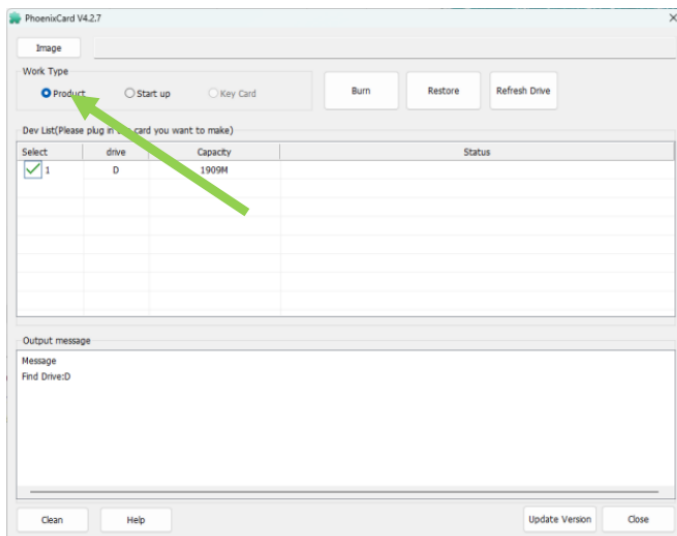 PhoenixCard V4.2.7
Image
Work Type
Product Start up Key Card Burn Restore Refresh Drive
Dev List(Please plug in the card you want to make)
Select drive Capacity Status
1 D 1909M
Output message
Message
Find Drive:D
Clean Help Update Version Close